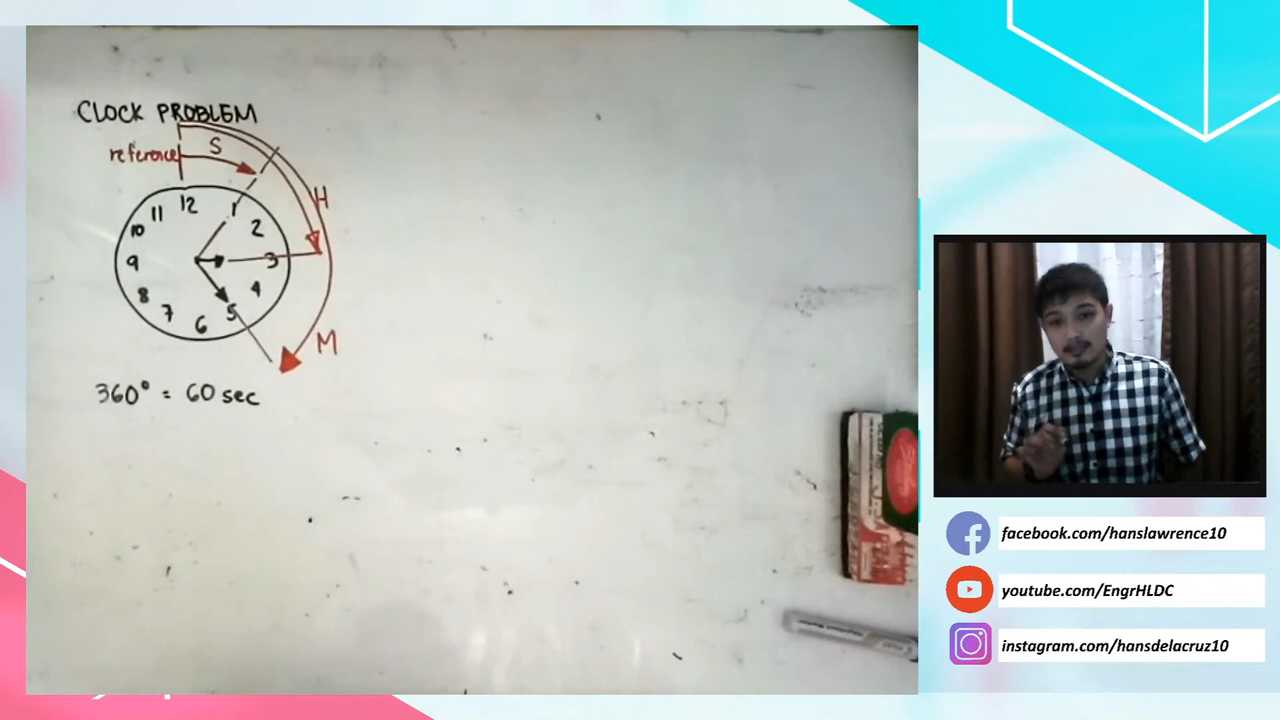 CLOCK PROBLEM
reference
S
H
12
11
1
10
2
9
3
8
4
7
5
6
M
360° = 60 sec
facebook.com/hanslawrence10
youtube.com/EngrHLDC
instagram.com/hansdelacruz10